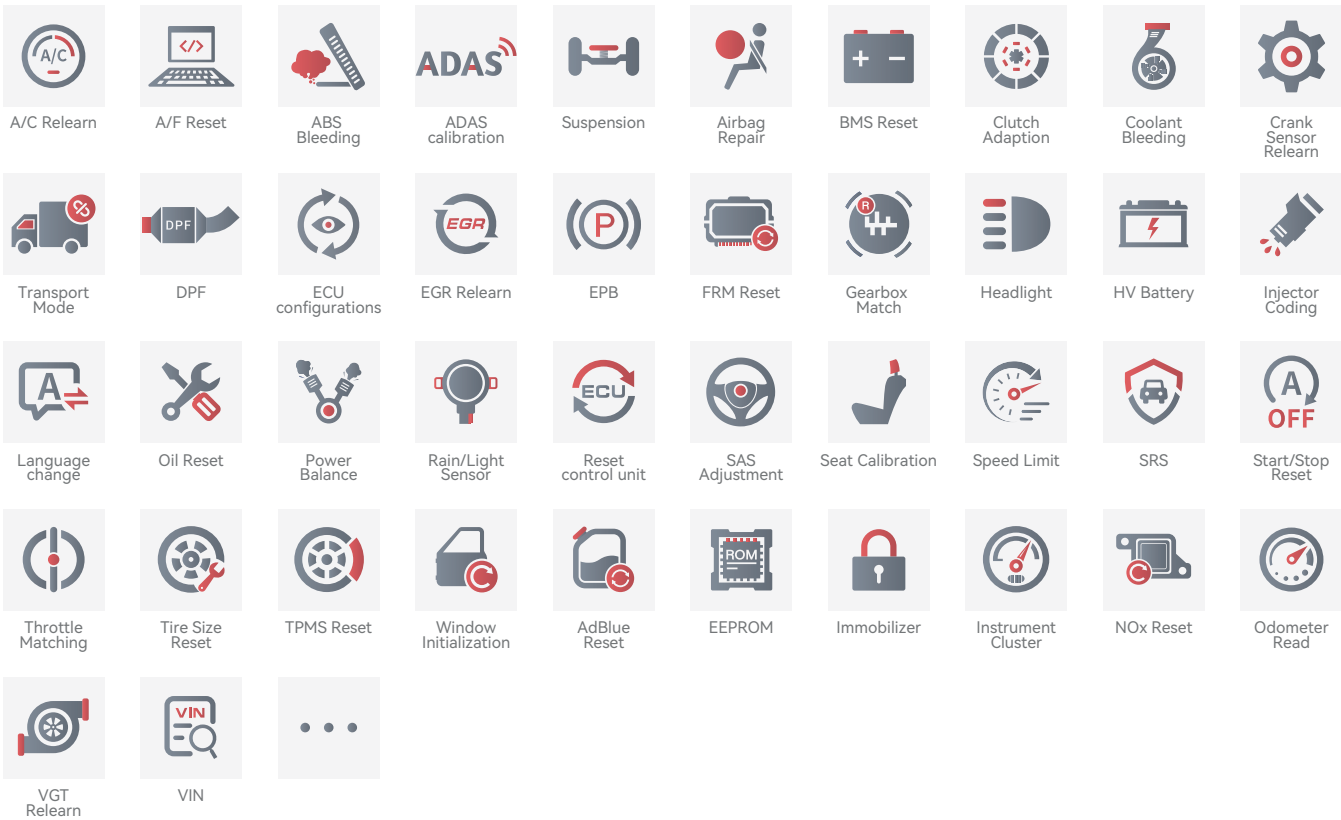 A/C
</>
ADAS
A/C Relearn
A/F Reset
ABS
Bleeding
ADAS
calibration
Suspension
Airbag
Repair
BMS Reset
Clutch
Adaption
Coolant
Bleeding
Crank
Sensor
Relearn
DPF
EGR
P
R
Transport
Mode
DPF
ECU
configurations
EGR Relearn
EPB
FRM Reset
Gearbox
Match
Headlight
HV Battery
Injector
Coding
A
ECU
A
OFF
Language
change
Oil Reset
Power
Balance
Rain/Light
Sensor
Reset
control unit
SAS
Adjustment
Seat Calibration
Speed Limit
SRS
Start/Stop
Reset
ROM
Throttle
Matching
Tire Size
Reset
TPMS Reset
Window
Initialization
AdBlue
Reset
EEPROM
Immobilizer
Instrument
Cluster
NOx Reset
Odometer
Read
VIN
VGT
Relearn
VIN